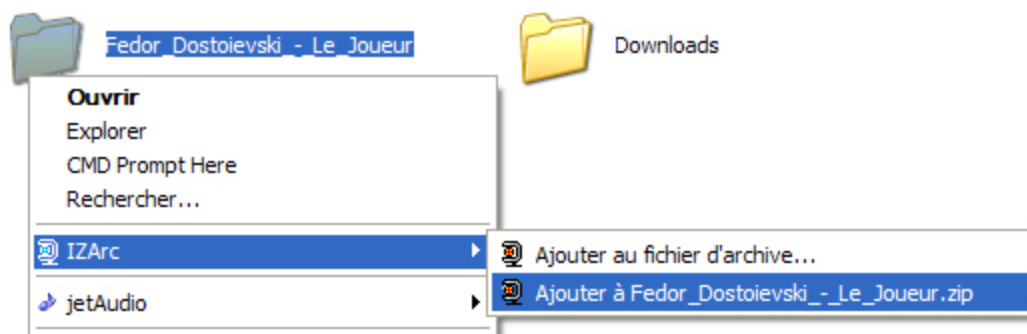 Fedor_Dostoievski_-_Le_Joueur
Downloads
Ouvrir
Explorer
CMD Prompt Here
Rechercher...
IZArc
Ajouter au fichier d'archive...
Ajouter à Fedor_Dostoievski_-_Le_Joueur.zip
jetAudio